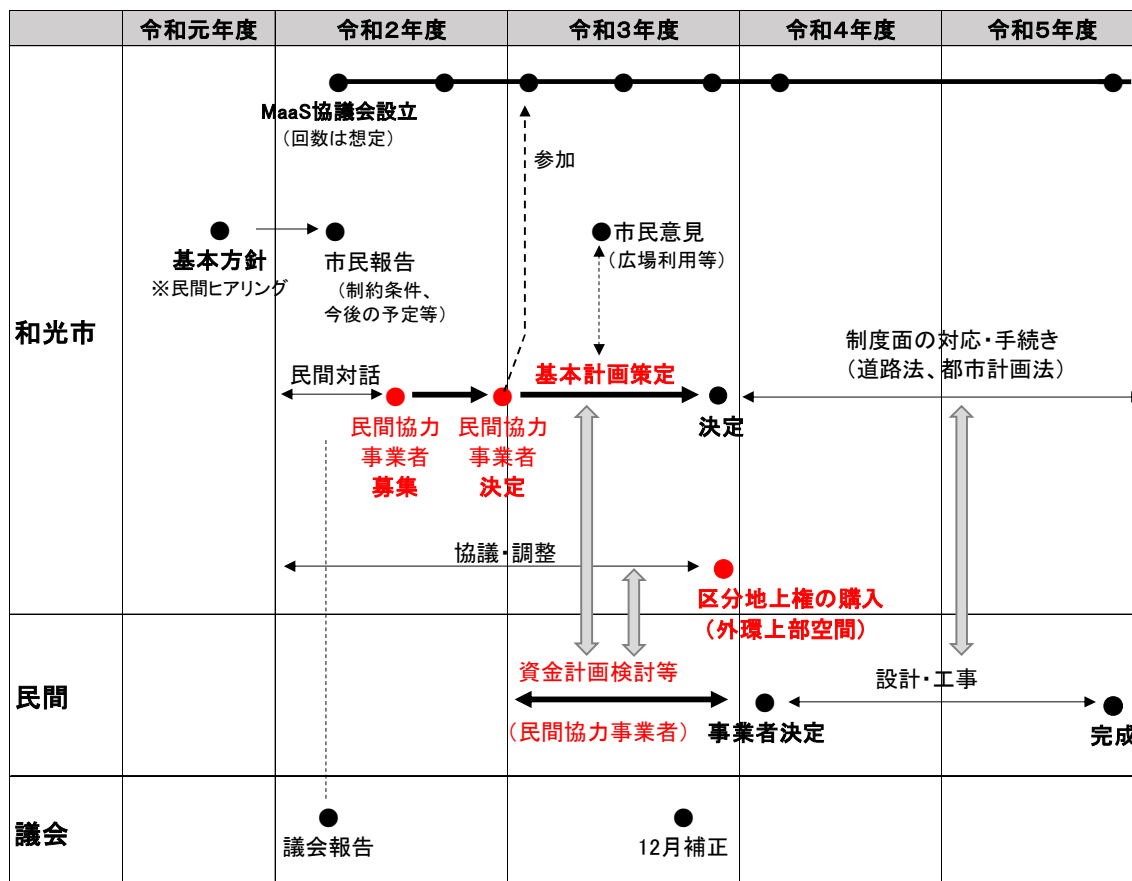 令和元年度
令和2年度
令和3年度
令和4年度
令和5年度
和光市
MaaS協議会設立
（回数は想定）
参加
基本方針
※民間ヒアリング
市民報告
（制約条件、
今後の予定等）
市民意見
（広場利用等）
民間対話
民間協力
事業者
募集
民間協力
事業者
決定
基本計画策定
決定
制度面の対応・手続き
（道路法、都市計画法）
協議・調整
区分地上権の購入
（外環上部空間）
民間
資金計画検討等
（民間協力事業者）
事業者決定
設計・工事
完成
議会
議会報告
12月補正